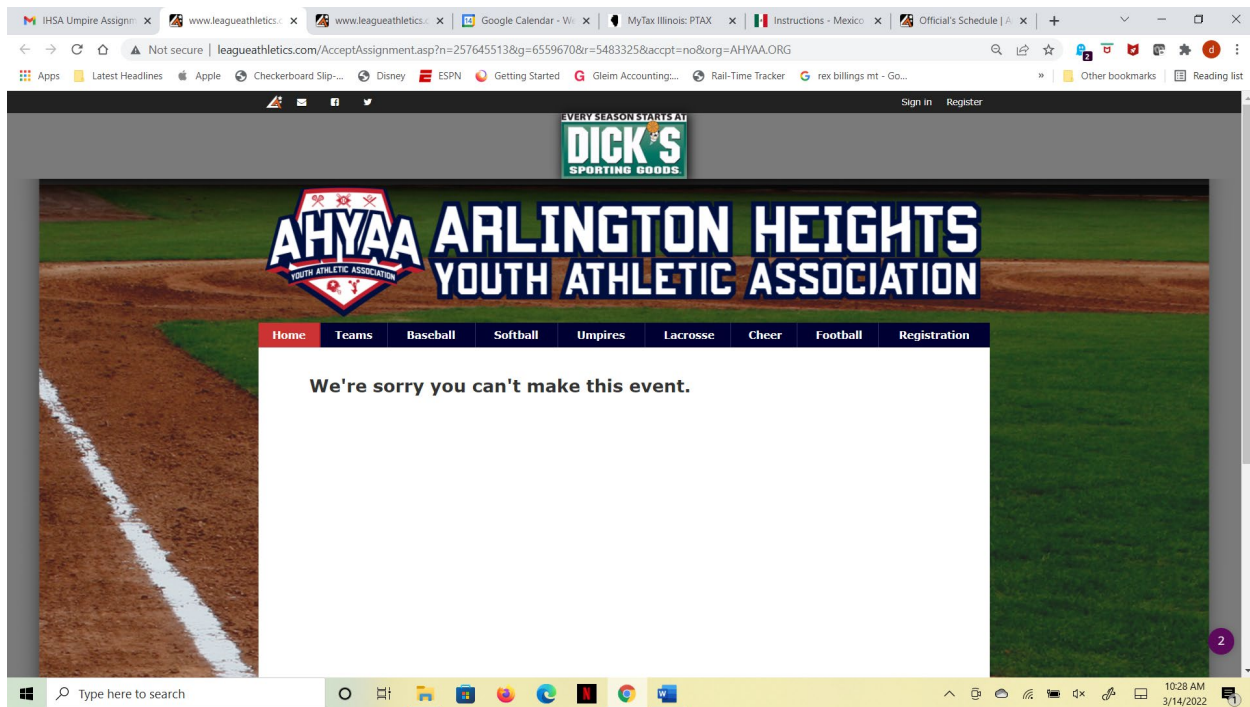 IHSA Umpire Assignm
www.leagueathletics.c
www.leagueathletics.c
Google Calendar - We
MyTax Illinois: PTAX
Instructions - Mexico
Official's Schedule | A
Not secure | leagueathletics.com/AcceptAssignment.asp?n=257645513&g=6559670&r=5483325&accpt=no&org=AHYAA.ORG
2
d
Apps
Latest Headlines
Apple
Checkerboard Slip-...
Disney
ESPN
Getting Started
Gleim Accounting:...
Rail-Time Tracker
rex billings mt - Go...
»
Other bookmarks
Reading list
Sign in Register
EVERY SEASON STARTS AT
DICK'S
SPORTING GOODS.
AHYAA
YOUTH ATHLETIC ASSOCIATION
ARLINGTON HEIGHTS
YOUTH ATHLETIC ASSOCIATION
Home Teams Baseball Softball Umpires Lacrosse Cheer Football Registration
We're sorry you can't make this event.
2
Type here to search
10:28 AM
3/14/2022
1